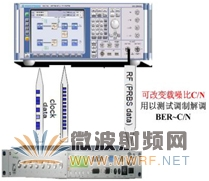 clock
data
RF (PRBS data)
可改变载噪比C/N
用以测试调制解调
BER~C/N
微波射频网
WWW.MWRF.NET